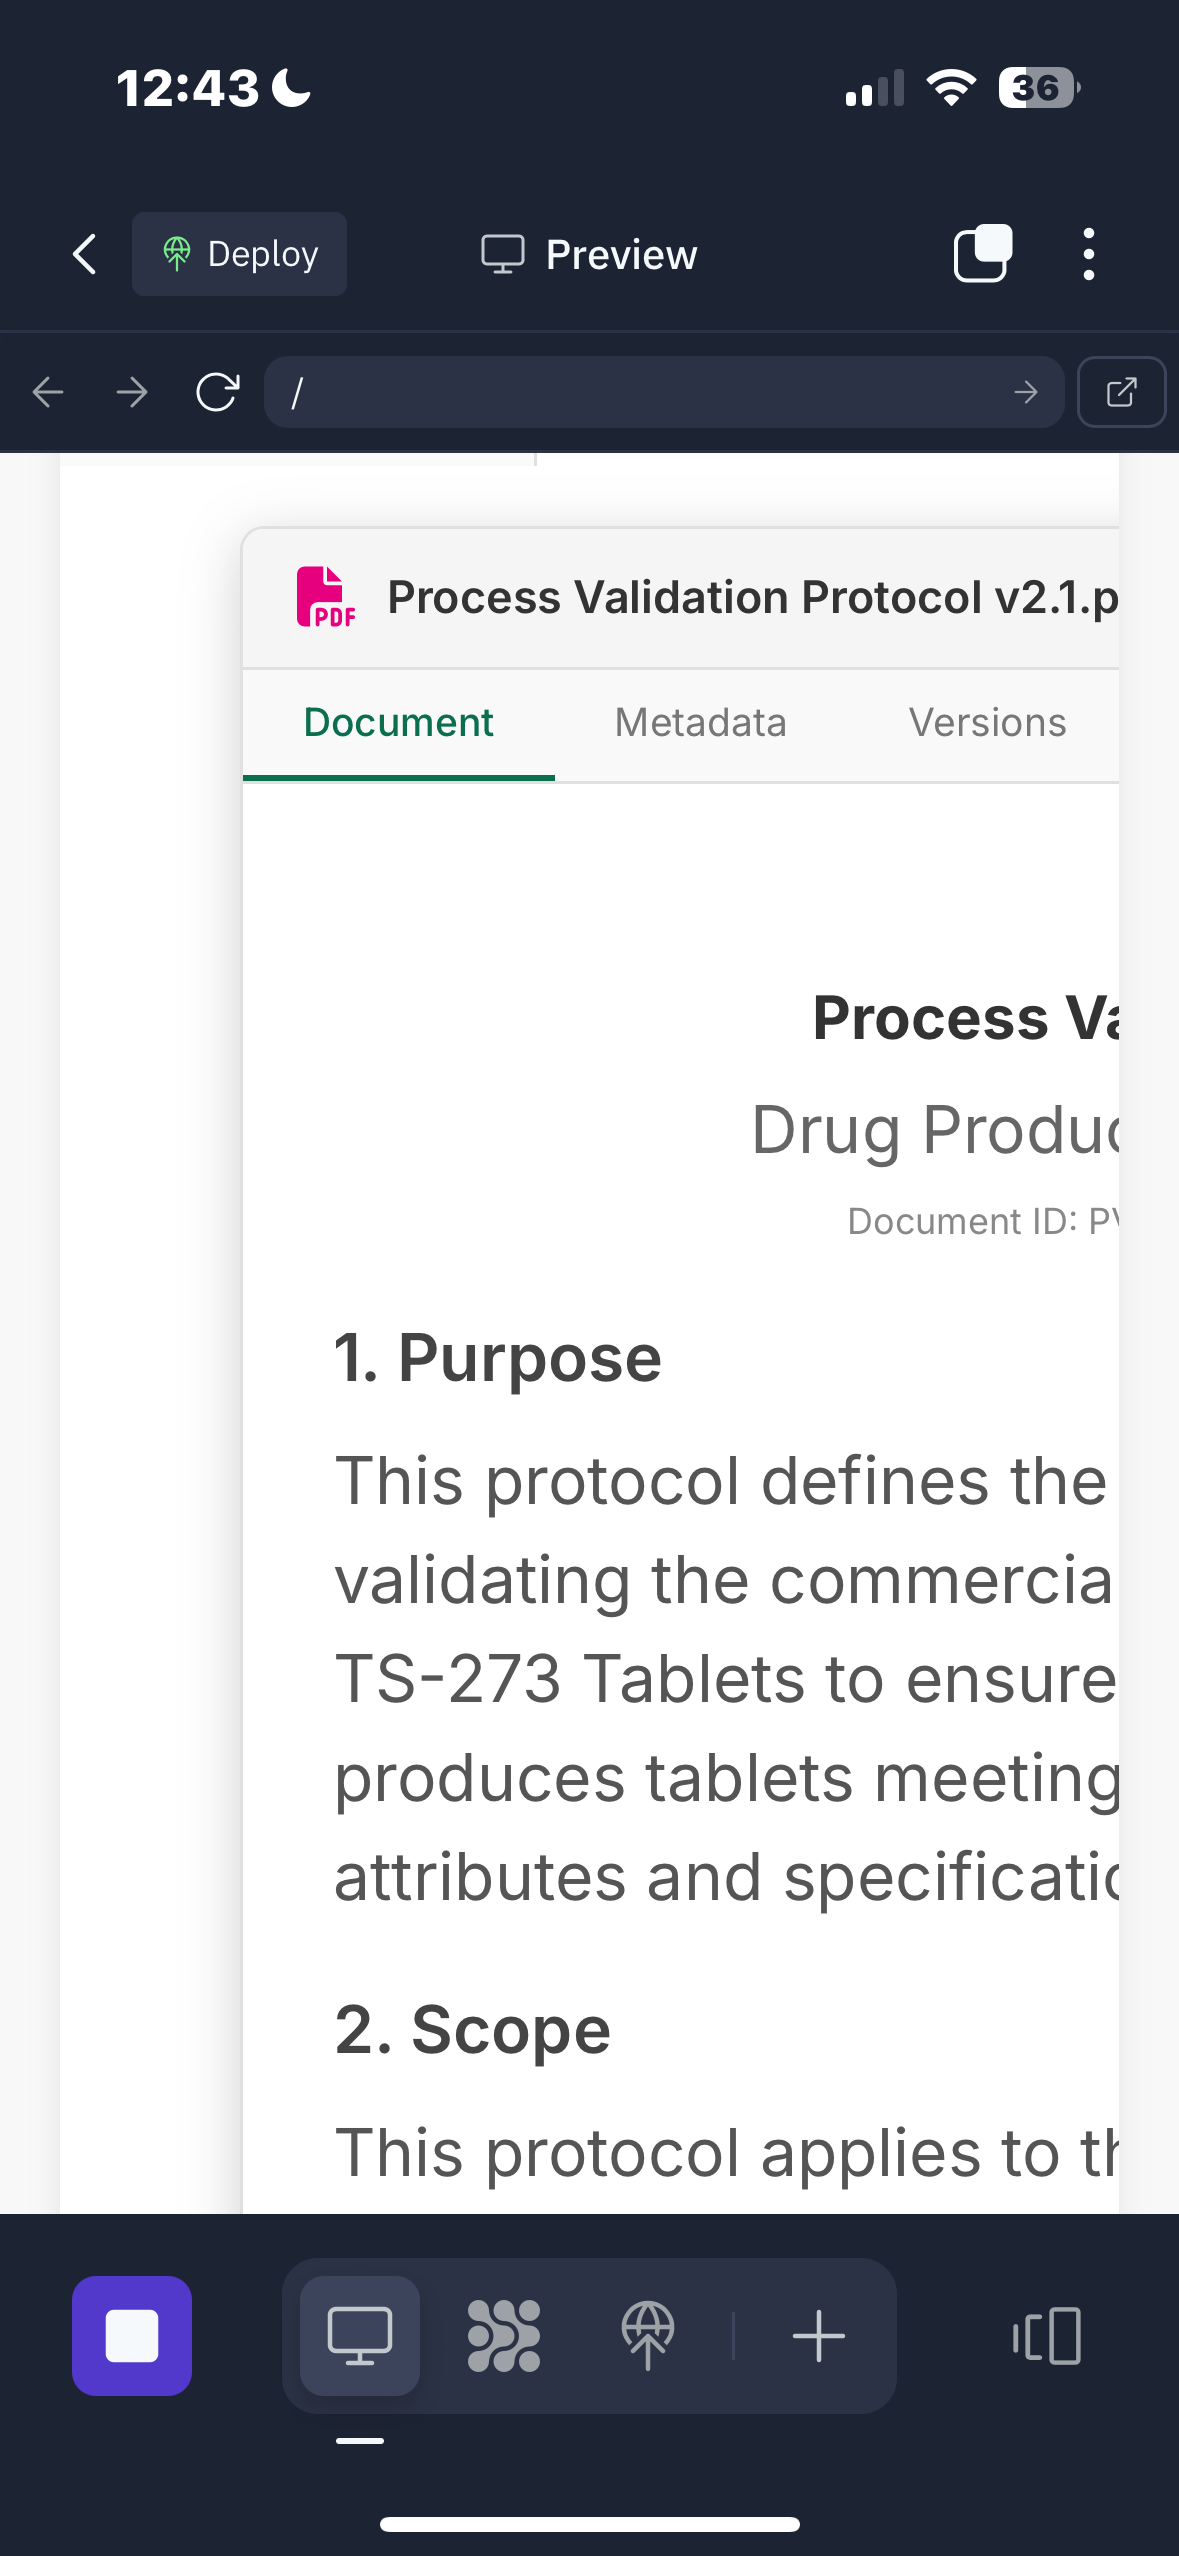 12:43
36
Deploy
Preview
/
PDF
Process Validation Protocol v2.1.p
Document Metadata Versions
Process Va
Drug Produc
Document ID: PV
1. Purpose
This protocol defines the
validating the commercia
TS-273 Tablets to ensure
produces tablets meeting
attributes and specificatio
2. Scope
This protocol applies to th